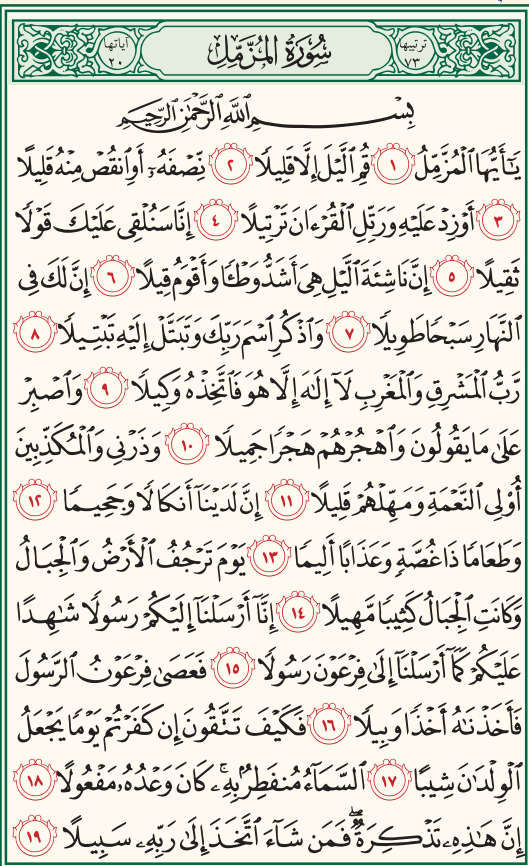 ترتيبها ٧٣ سُورَةُ المُزَّمِّلِ آياتها ٢٠
بِسْمِ ٱللَّهِ ٱلرَّحْمَٰنِ ٱلرَّحِيمِ
يَٰٓأَيُّهَا ٱلْمُزَّمِّلُ ١ قُمِ ٱلَّيْلَ إِلَّا قَلِيلًا ٢ نِّصْفَهُۥٓ أَوِ ٱنقُصْ مِنْهُ قَلِيلًا
٣ أَوْ زِدْ عَلَيْهِ وَرَتِّلِ ٱلْقُرْءَانَ تَرْتِيلًا ٤ إِنَّا سَنُلْقِى عَلَيْكَ قَوْلًا
ثَقِيلًا ٥ إِنَّ نَاشِئَةَ ٱلَّيْلِ هِىَ أَشَدُّ وَطْـًٔا وَأَقْوَمُ قِيلًا ٦ إِنَّ لَكَ فِى
ٱلنَّهَارِ سَبْحًا طَوِيلًا ٧ وَٱذْكُرِ ٱسْمَ رَبِّكَ وَتَبَتَّلْ إِلَيْهِ تَبْتِيلًا ٨
رَّبُّ ٱلْمَشْرِقِ وَٱلْمَغْرِبِ لَآ إِلَٰهَ إِلَّا هُوَ فَٱتَّخِذْهُ وَكِيلًا ٩ وَٱصْبِرْ
عَلَىٰ مَا يَقُولُونَ وَٱهْجُرْهُمْ هَجْرًا جَمِيلًا ١٠ وَذَرْنِى وَٱلْمُكَذِّبِينَ
أُو۟لِى ٱلنَّعْمَةِ وَمَهِّلْهُمْ قَلِيلًا ١١ إِنَّ لَدَيْنَآ أَنكَالًا وَجَحِيمًا ١٢
وَطَعَامًا ذَا غُصَّةٍ وَعَذَابًا أَلِيمًا ١٣ يَوْمَ تَرْجُفُ ٱلْأَرْضُ وَٱلْجِبَالُ
وَكَانَتِ ٱلْجِبَالُ كَثِيبًا مَّهِيلًا ١٤ إِنَّآ أَرْسَلْنَآ إِلَيْكُمْ رَسُولًا شَٰهِدًا
عَلَيْكُمْ كَمَآ أَرْسَلْنَآ إِلَىٰ فِرْعَوْنَ رَسُولًا ١٥ فَعَصَىٰ فِرْعَوْنُ ٱلرَّسُولَ
فَأَخَذْنَٰهُ أَخْذًا وَبِيلًا ١٦ فَكَيْفَ تَتَّقُونَ إِن كَفَرْتُمْ يَوْمًا يَجْعَلُ
ٱلْوِلْدَٰنَ شِيبًا ١٧ ٱلسَّمَآءُ مُنفَطِرٌۢ بِهِۦ ۚ كَانَ وَعْدُهُۥ مَفْعُولًا ١٨
إِنَّ هَٰذِهِۦ تَذْكِرَةٌ ۖ فَمَن شَآءَ ٱتَّخَذَ إِلَىٰ رَبِّهِۦ سَبِيلًا ١٩